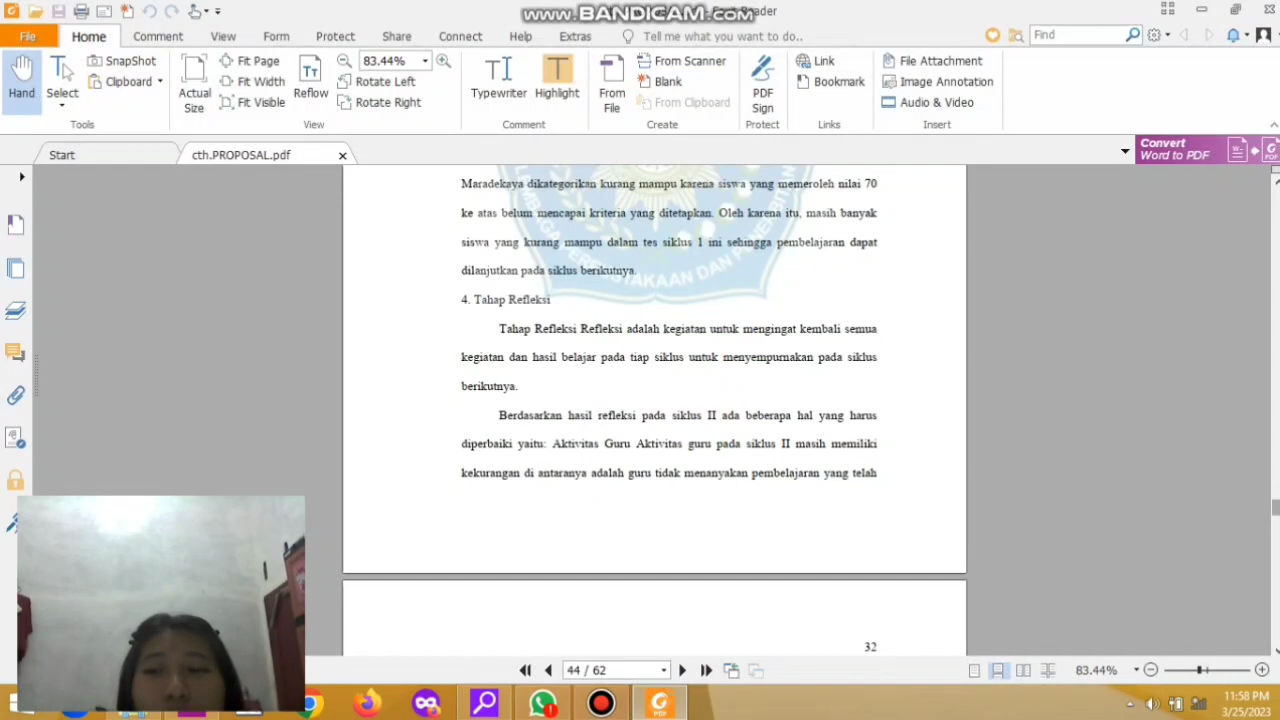 www.BANDICAM.com
Reader
File
Home
Comment
View
Form
Protect
Share
Connect
Help
Extras
Tell me what you want to do..
Find
Hand
Select
SnapShot
Clipboard
Actual Size
Fit Page
Fit Width
Fit Visible
Reflow
83.44%
Rotate Left
Rotate Right
Typewriter
Highlight
From File
From Scanner
Blank
From Clipboard
PDF Sign
Link
Bookmark
File Attachment
Image Annotation
Audio & Video
Tools
View
Comment
Create
Protect
Links
Insert
Start
cth.PROPOSAL.pdf
Convert
Word to PDF
Maradekaya dikategorikan kurang mampu karena siswa yang memeroleh nilai 70
ke atas belum mencapai kriteria yang ditetapkan. Oleh karena itu, masih banyak
siswa yang kurang mampu dalam tes siklus 1 ini sehingga pembelajaran dapat
dilanjutkan pada siklus berikutnya.
4. Tahap Refleksi
Tahap Refleksi Refleksi adalah kegiatan untuk mengingat kembali semua
kegiatan dan hasil belajar pada tiap siklus untuk menyempurnakan pada siklus
berikutnya.
Berdasarkan hasil refleksi pada siklus II ada beberapa hal yang harus
diperbaiki yaitu: Aktivitas Guru Aktivitas guru pada siklus II masih memiliki
kekurangan di antaranya adalah guru tidak menanyakan pembelajaran yang telah
32
44 / 62
83.44%
11:58 PM
3/25/2023